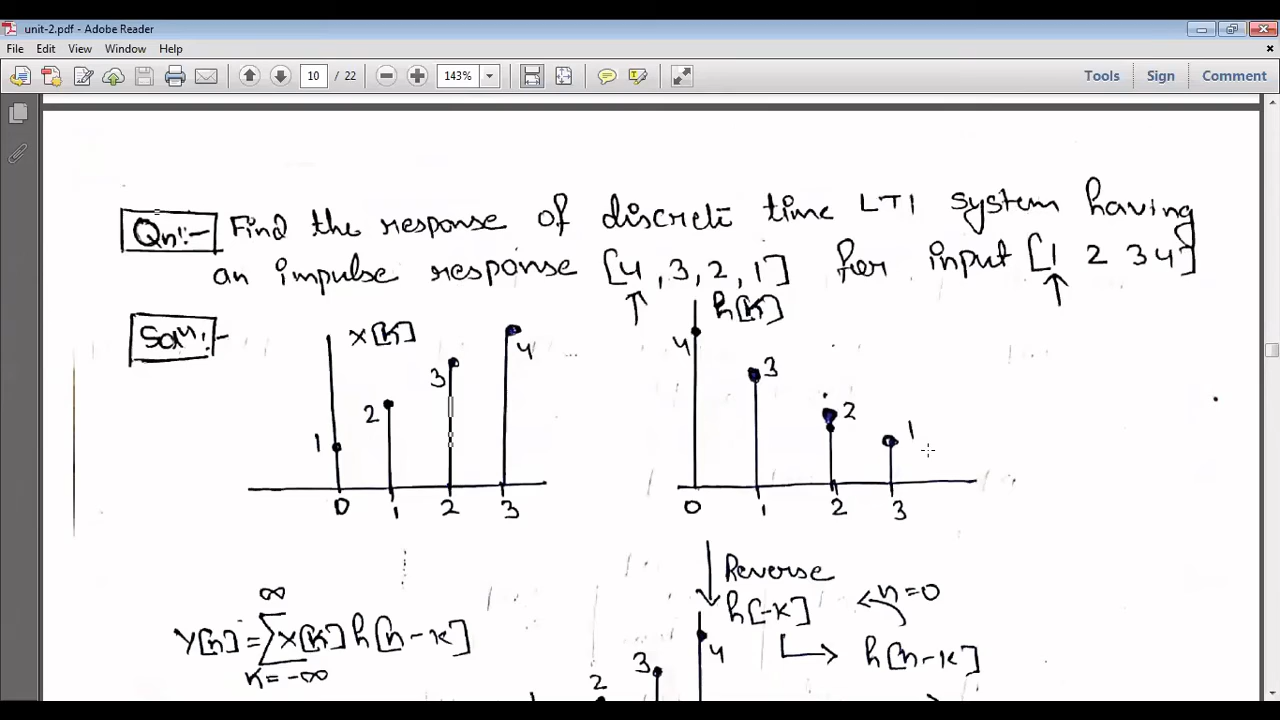 unit-2.pdf - Adobe Reader
File Edit View Window Help
10 / 22 143% Tools Sign Comment
Qn:- Find the response of discrete time LTI system having
an impulse response [4, 3, 2, 1] for input [1 2 3 4]
↑ ↑
Soln:- x[k] h[k]
1 2 3 4 4 3 2 1
0 1 2 3 0 1 2 3
Reverse
h[-k] n=0
h[n-k]
∞
Y[n] = ∑ x[k] h[n-k]
k=-∞
2 3 4